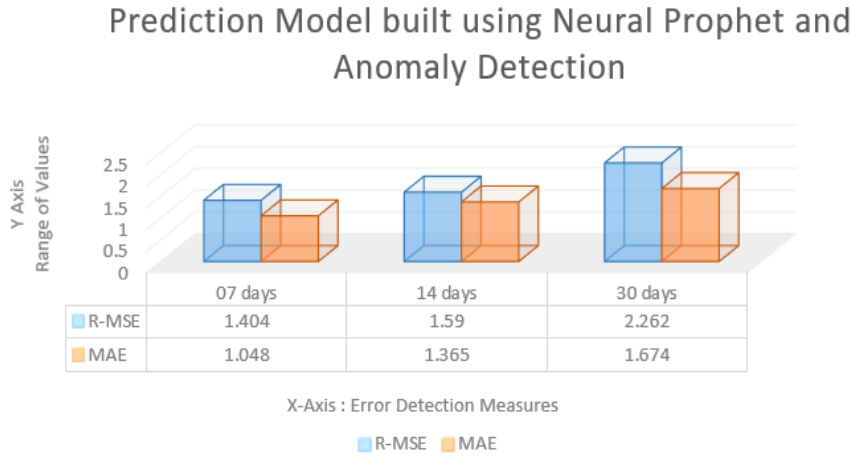 Prediction Model built using Neural Prophet and
Anomaly Detection
Y Axis
Range of Values
2.5
2
1.5
1
0.5
0
07 days 14 days 30 days
R-MSE 1.404 1.59 2.262
MAE 1.048 1.365 1.674
X-Axis : Error Detection Measures
R-MSE MAE